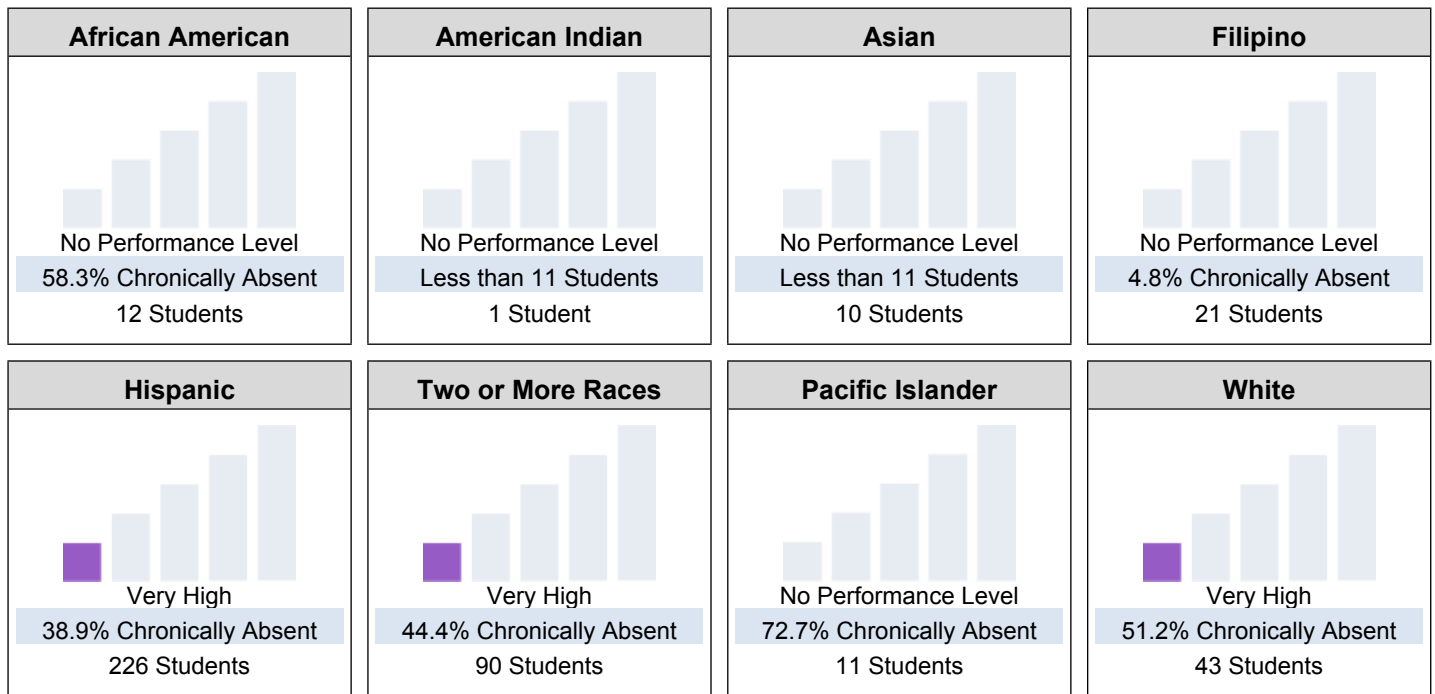 African American
No Performance Level
58.3% Chronically Absent
12 Students
American Indian
No Performance Level
Less than 11 Students
1 Student
Asian
No Performance Level
Less than 11 Students
10 Students
Filipino
No Performance Level
4.8% Chronically Absent
21 Students
Hispanic
Very High
38.9% Chronically Absent
226 Students
Two or More Races
Very High
44.4% Chronically Absent
90 Students
Pacific Islander
No Performance Level
72.7% Chronically Absent
11 Students
White
Very High
51.2% Chronically Absent
43 Students